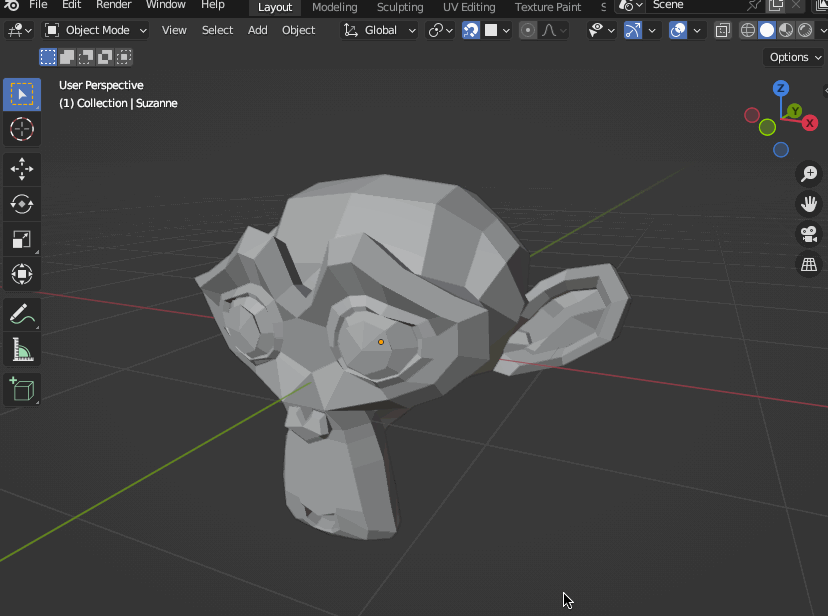 File Edit Render Window Help Layout Modeling Sculpting UV Editing Texture Paint Scene
Object Mode View Select Add Object Global
Options
User Perspective
(1) Collection | Suzanne
Z
Y
X